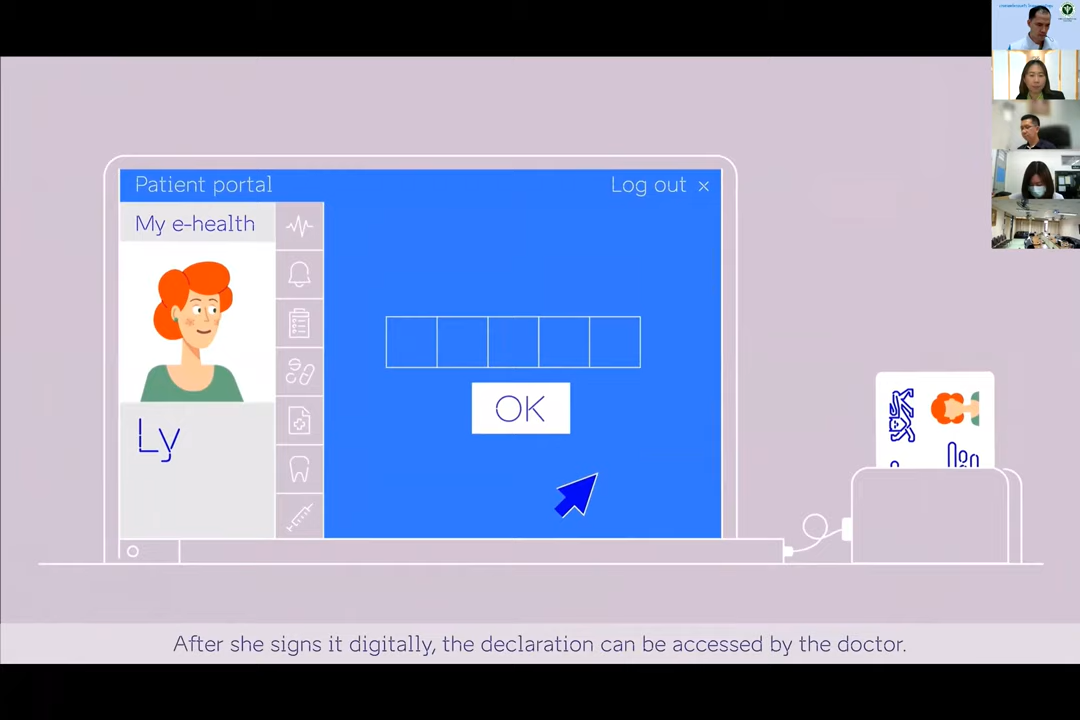 Patient portal
Log out ×
My e-health
Ly
OK
After she signs it digitally, the declaration can be accessed by the doctor.